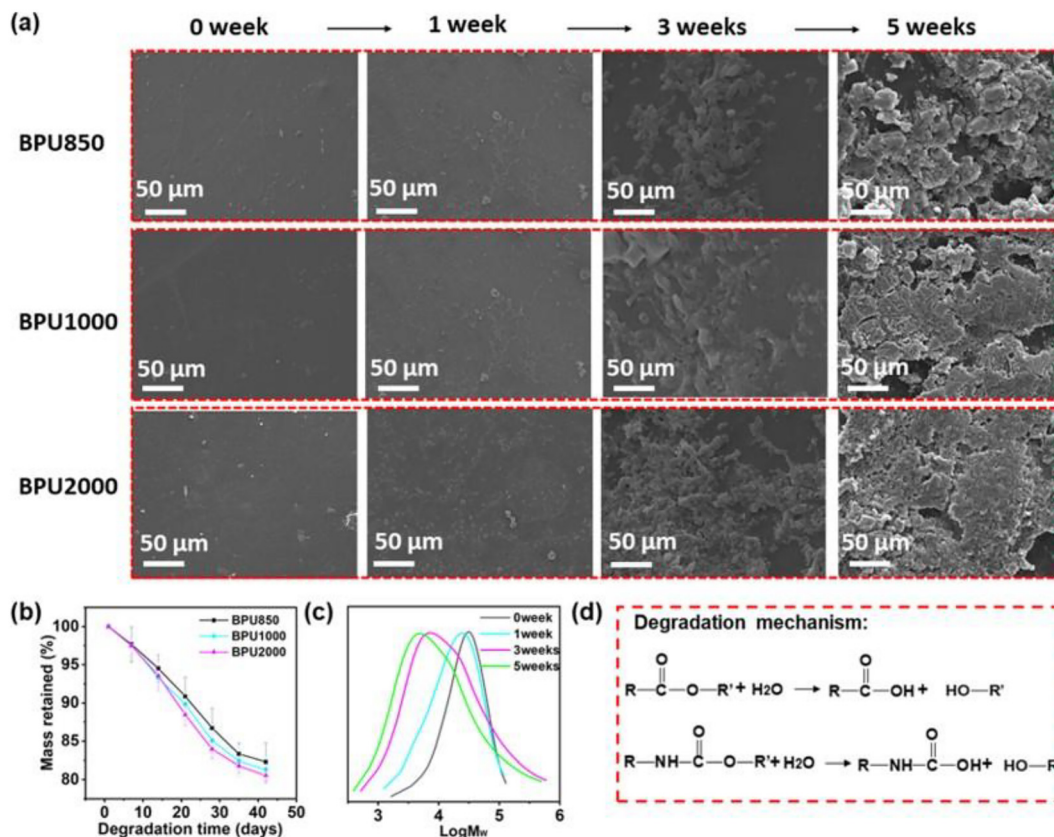 (a) 0 week 1 week 3 weeks 5 weeks
BPU850
50 μm 50 μm 50 μm 50 μm
BPU1000
50 μm 50 μm 50 μm 50 μm
BPU2000
50 μm 50 μm 50 μm 50 μm
(b)
BPU850
BPU1000
BPU2000
100
95
90
85
80
Mass retained (%)
0 10 20 30 40 50
Degradation time (days)
(c)
0week
1week
3weeks
5weeks
3 4 5 6
LogMw
(d)
Degradation mechanism:
O O
R—C—O—R'+ H2O → R—C—OH+ HO—R'
O O
R—NH—C—O—R'+H2O → R—NH—C—OH+ HO—R